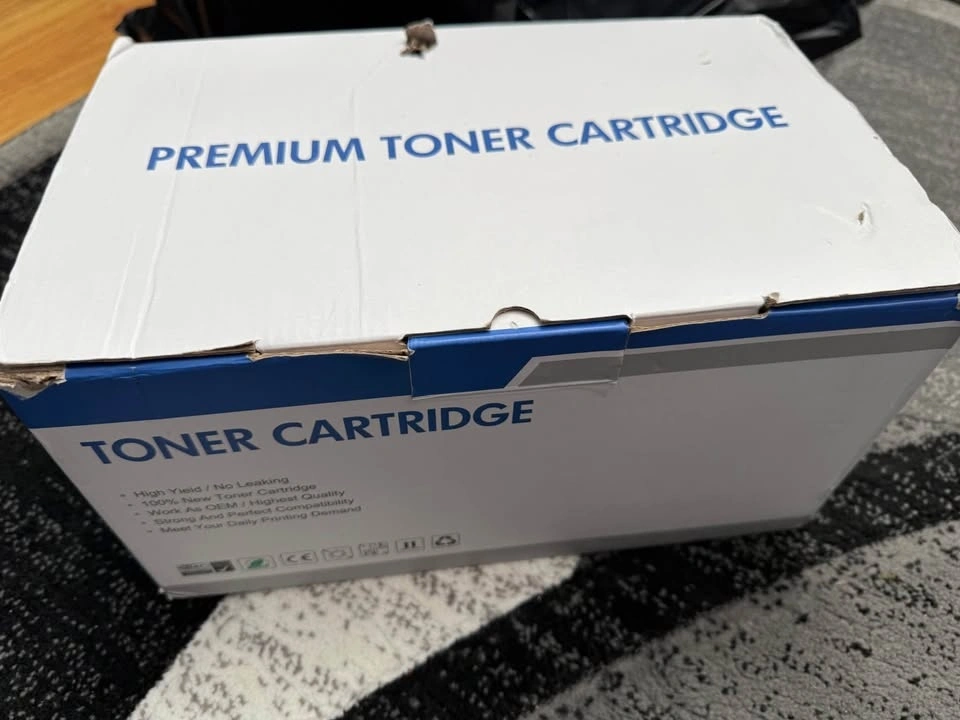 PREMIUM TONER CARTRIDGE
TONER CARTRIDGE
• High Yield / No Leaking
• 100% New Toner Cartridge
• Work As OEM / Highest Quality
• Strong And Perfect Compatibility
• Meet Your Daily Printing Demand
CE